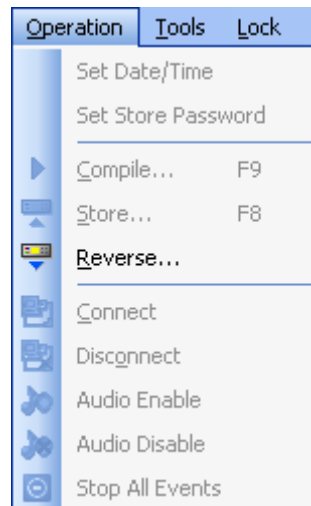 Operation Tools Lock
Set Date/Time
Set Store Password
Compile... F9
Store... F8
Reverse...
Connect
Disconnect
Audio Enable
Audio Disable
Stop All Events